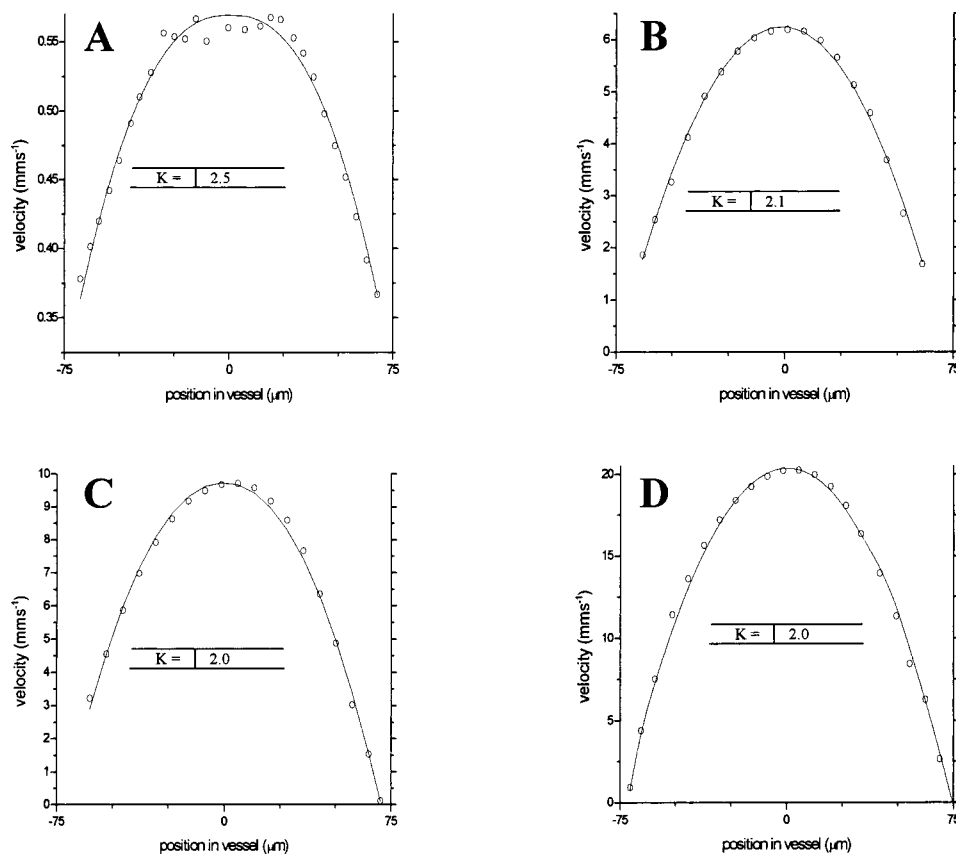 A
0.55
0.50
0.45
0.40
0.35
velocity (mms⁻¹)
K = 2.5
-75 0 75
position in vessel (μm)
B
6
5
4
3
2
1
0
velocity (mms⁻¹)
K = 2.1
-75 0 75
position in vessel (μm)
C
10
9
8
7
6
5
4
3
2
1
0
velocity (mms⁻¹)
K = 2.0
-75 0 75
position in vessel (μm)
D
20
15
10
5
0
velocity (mms⁻¹)
K = 2.0
-75 0 75
position in vessel (μm)